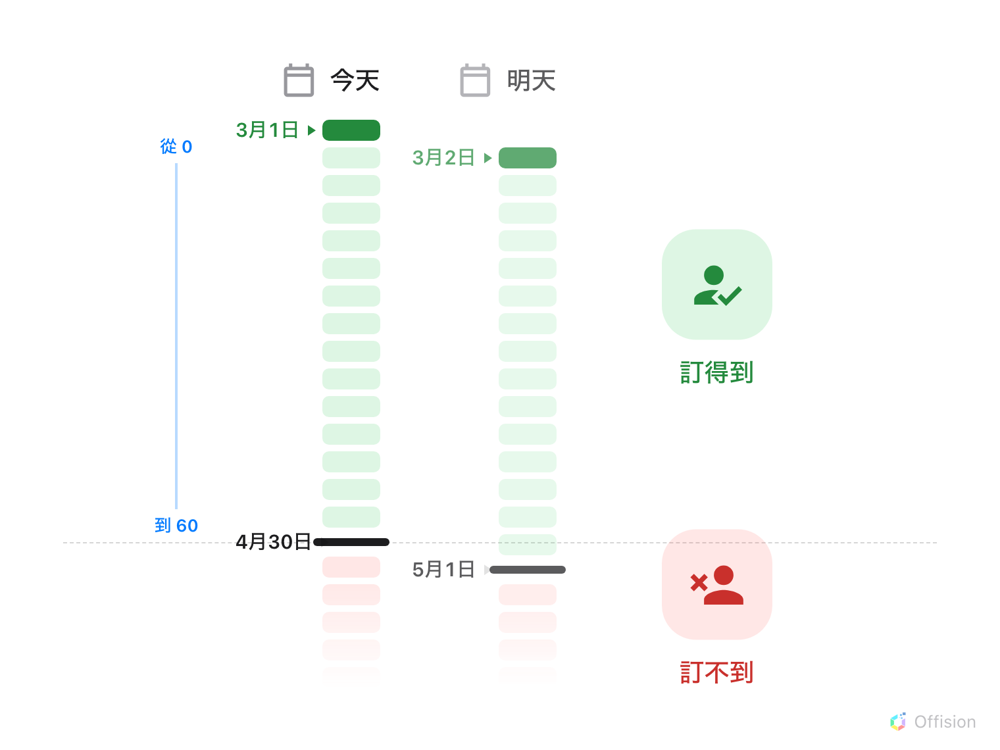 今天
明天
3月1日
從 0
3月2日
訂得到
到 60
4月30日
5月1日
訂不到
Offision